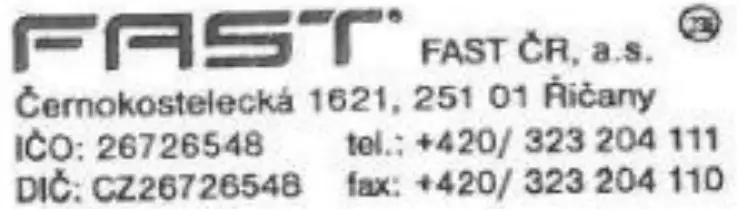 FAST® FAST ČR, a.s.
Černokostelecká 1621, 251 01 Říčany
IČO: 26726548 tel.: +420/ 323 204 111
DIČ: CZ26726548 fax: +420/ 323 204 110